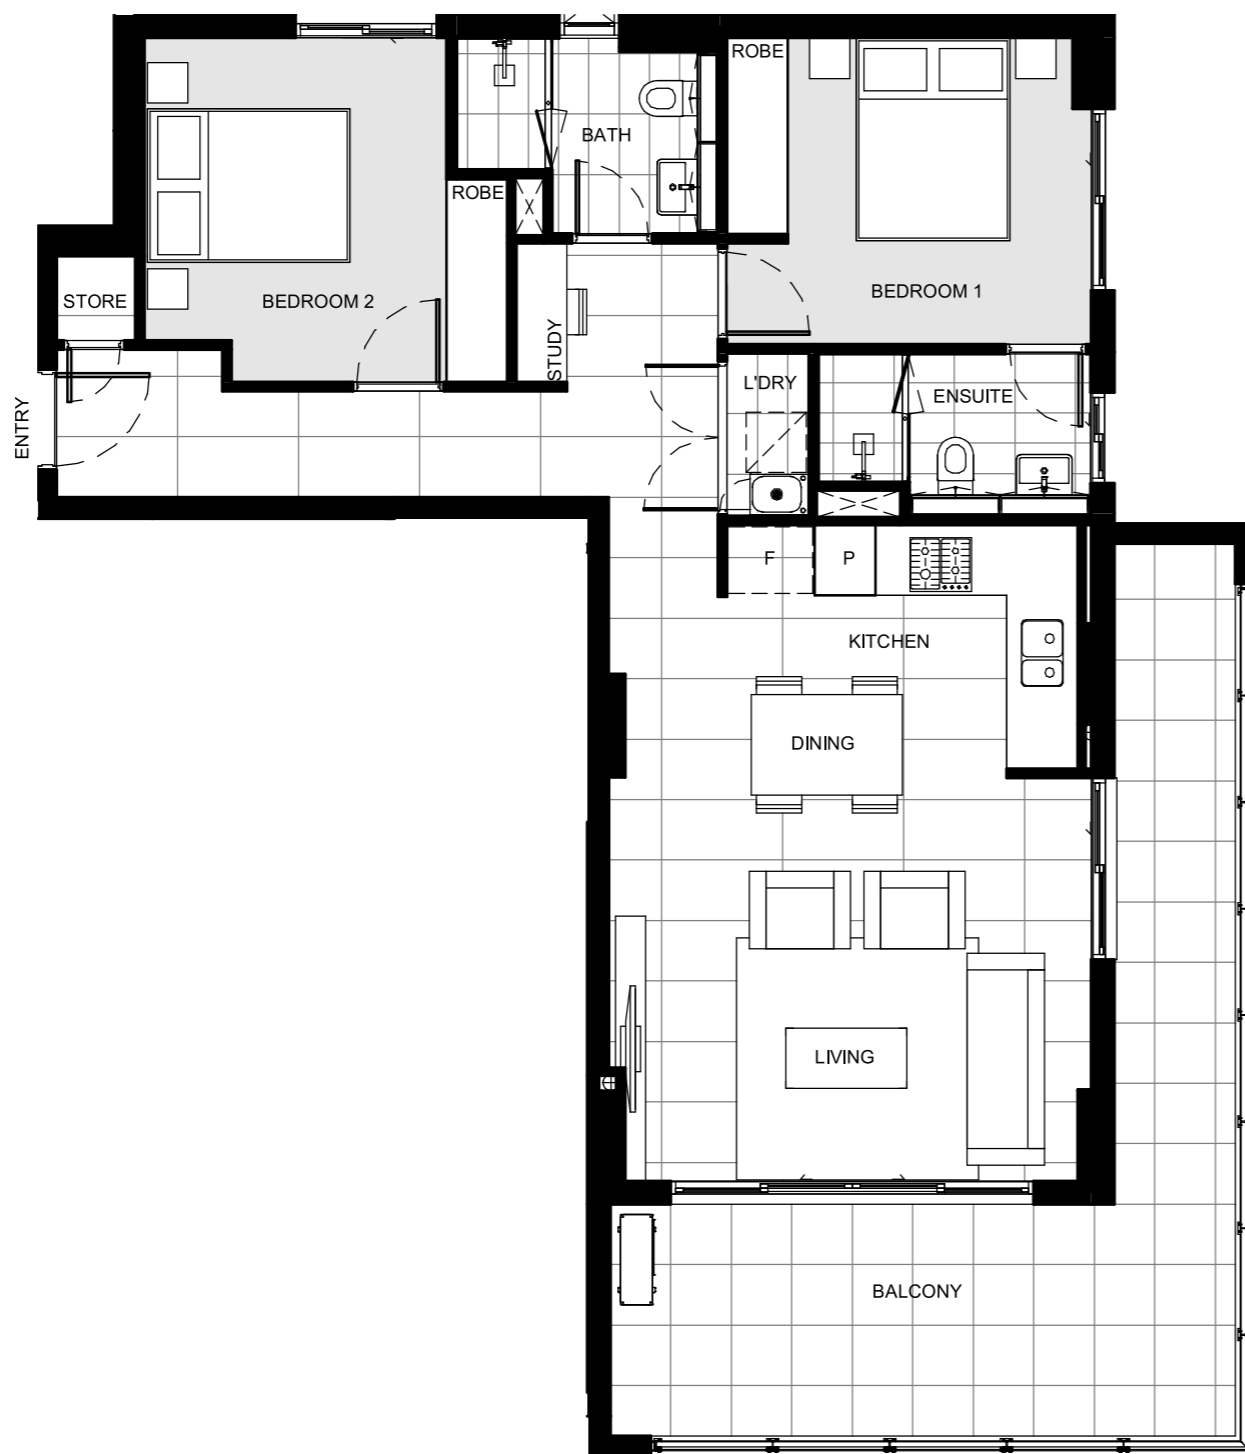 ROBE
BATH
ROBE
STORE
BEDROOM 2
BEDROOM 1
STUDY
L'DRY
ENSUITE
ENTRY
F
P
KITCHEN
DINING
LIVING
BALCONY